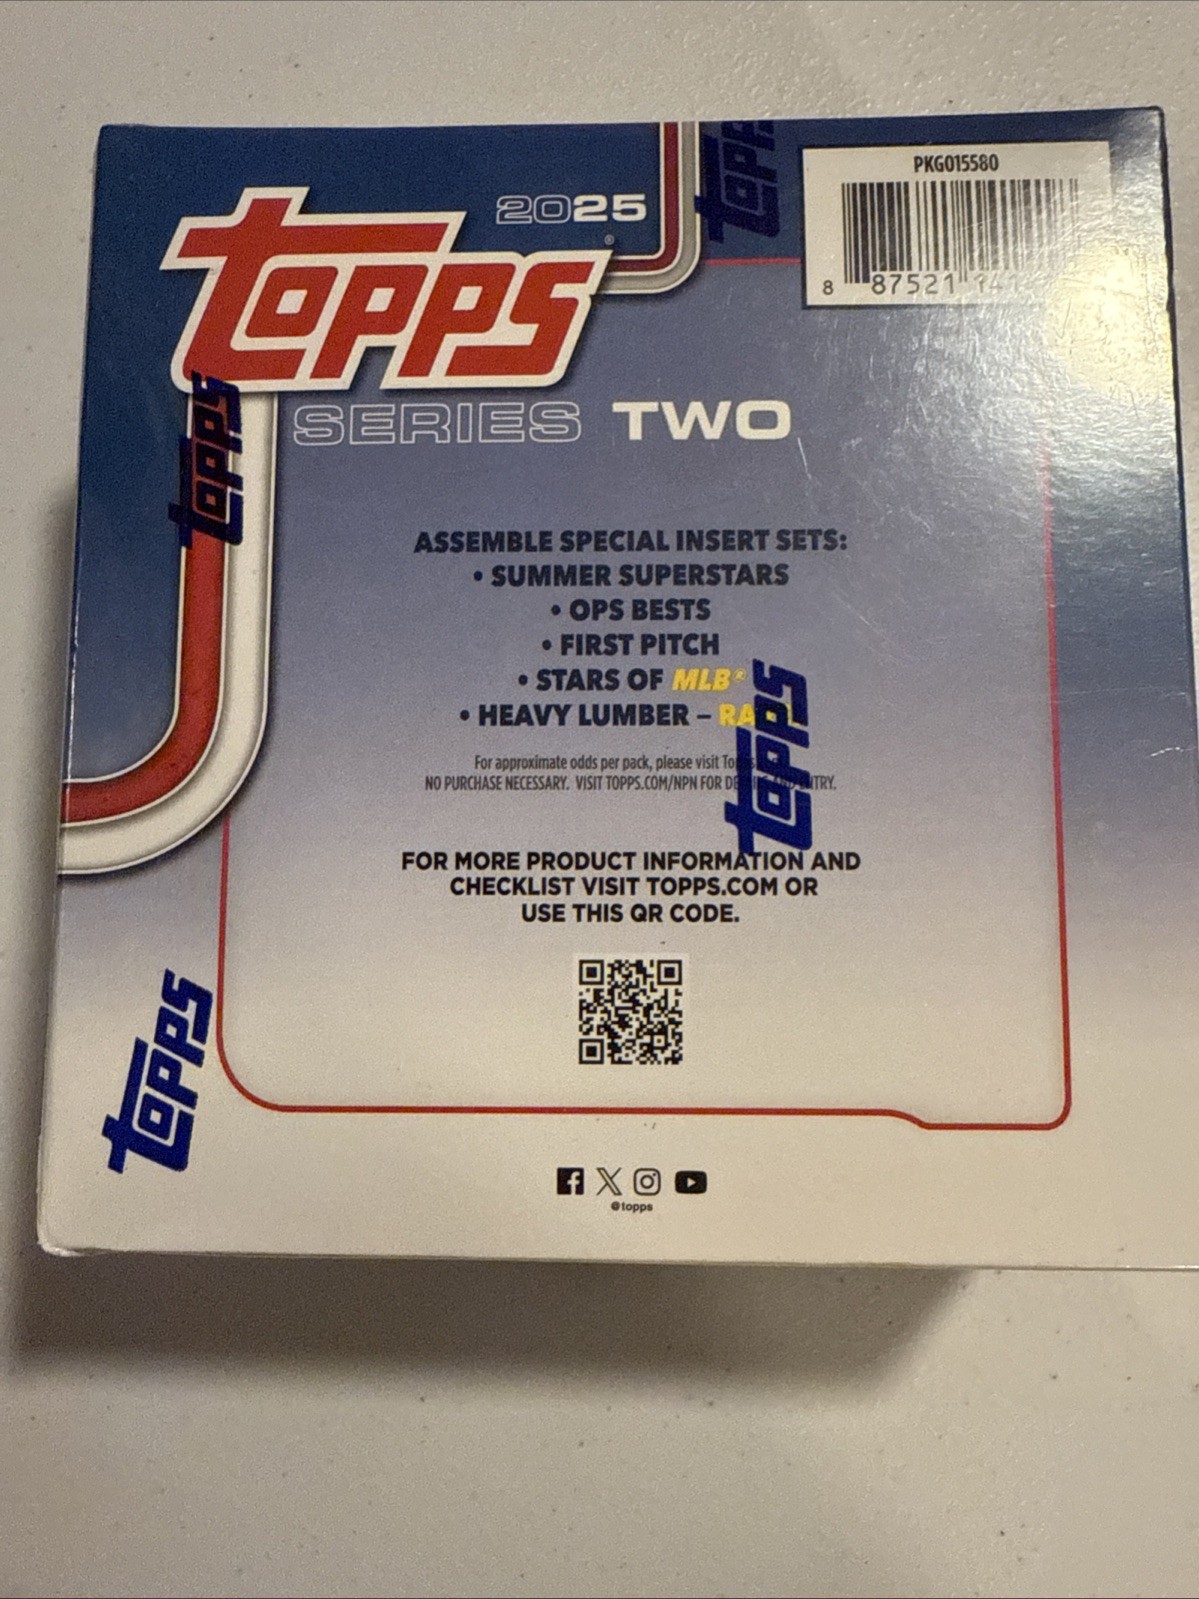 PKG015580
8 87521
2025
TOPPS®
SERIES TWO
TOPPS
TOPPS
ASSEMBLE SPECIAL INSERT SETS:
• SUMMER SUPERSTARS
• OPS BESTS
• FIRST PITCH
• STARS OF MLB®
• HEAVY LUMBER –
TOPPS
For approximate odds per pack, please visit
NO PURCHASE NECESSARY. VISIT TOPPS.COM/NPN FOR
FOR MORE PRODUCT INFORMATION AND
CHECKLIST VISIT TOPPS.COM OR
USE THIS QR CODE.
TOPPS
@topps